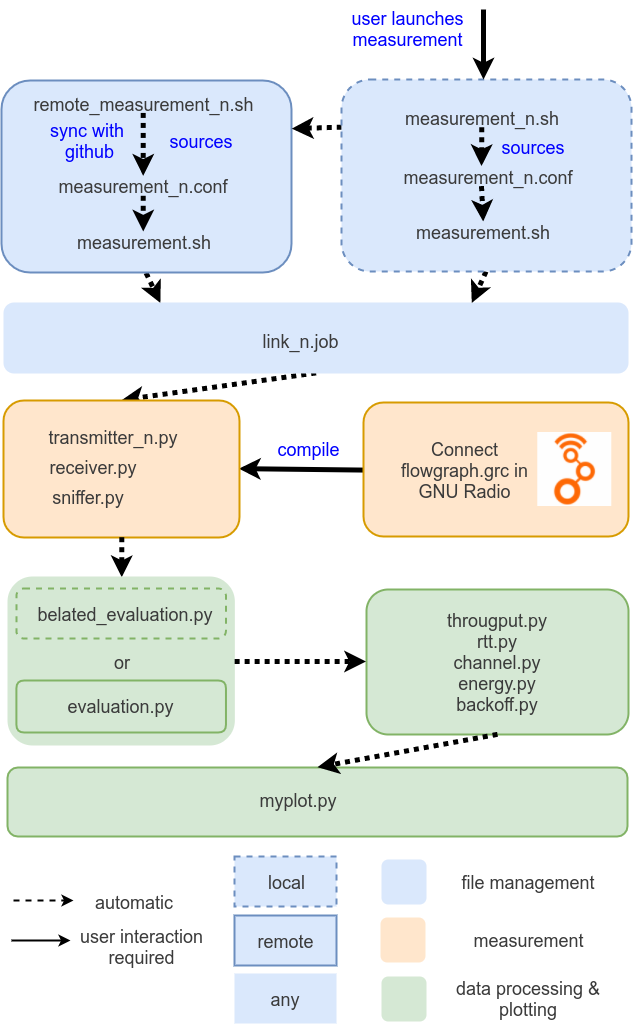 user launches
measurement
remote_measurement_n.sh
sync with
github
sources
measurement_n.conf
measurement.sh
measurement_n.sh
sources
measurement_n.conf
measurement.sh
link_n.job
transmitter_n.py
receiver.py
sniffer.py
compile
Connect
flowgraph.grc in
GNU Radio
belated_evaluation.py
or
evaluation.py
througput.py
rtt.py
channel.py
energy.py
backoff.py
myplot.py
automatic
user interaction
required
local
remote
any
file management
measurement
data processing &
plotting